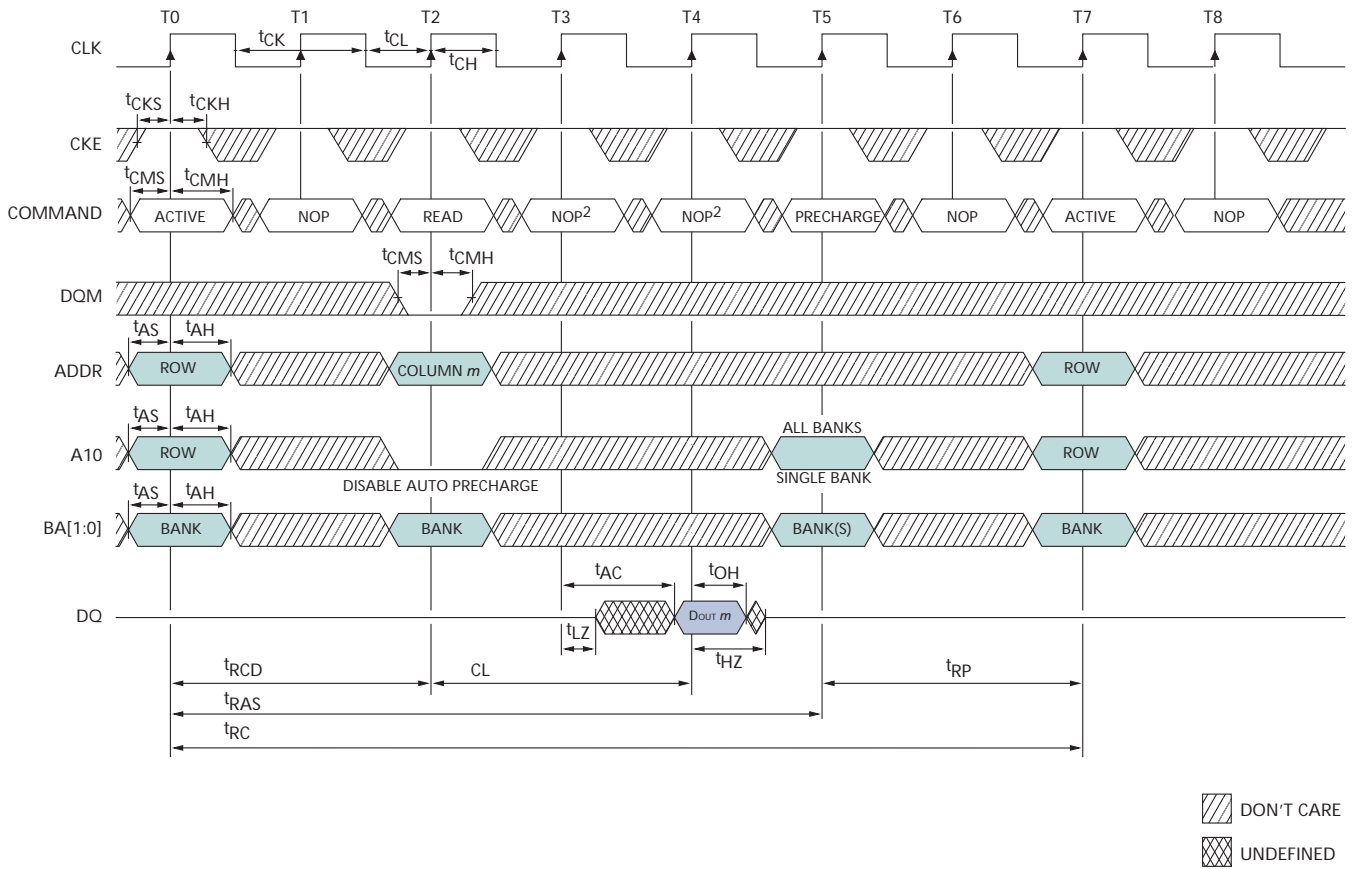 T0 T1 T2 T3 T4 T5 T6 T7 T8
CLK
tCK tCL
tCH
tCKS tCKH
CKE
tCMS tCMH
COMMAND ACTIVE NOP READ NOP2 NOP2 PRECHARGE NOP ACTIVE NOP
tCMS tCMH
DQM
tAS tAH
ADDR ROW COLUMN m ROW
tAS tAH
ALL BANKS
A10 ROW ROW
SINGLE BANK
DISABLE AUTO PRECHARGE
tAS tAH
BA[1:0] BANK BANK BANK(S) BANK
tAC tOH
DQ DOUT m
tLZ
tHZ
tRCD CL tRP
tRAS
tRC
DON'T CARE
UNDEFINED